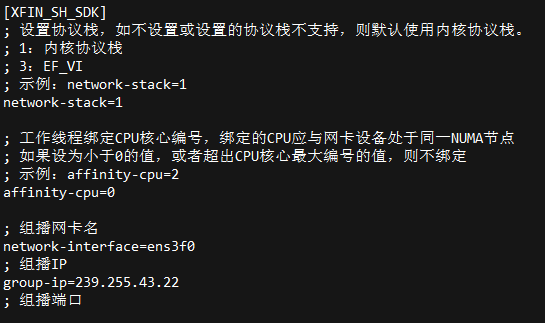 [XFIN_SH_SDK]
; 设置协议栈，如不设置或设置的协议栈不支持，则默认使用内核协议栈。
; 1：内核协议栈
; 3：EF_VI
; 示例：network-stack=1
network-stack=1
; 工作线程绑定CPU核心编号，绑定的CPU应与网卡设备处于同一NUMA节点
; 如果设为小于0的值，或者超出CPU核心最大编号的值，则不绑定
; 示例：affinity-cpu=2
affinity-cpu=0
; 组播网卡名
network-interface=ens3f0
; 组播IP
group-ip=239.255.43.22
; 组播端口